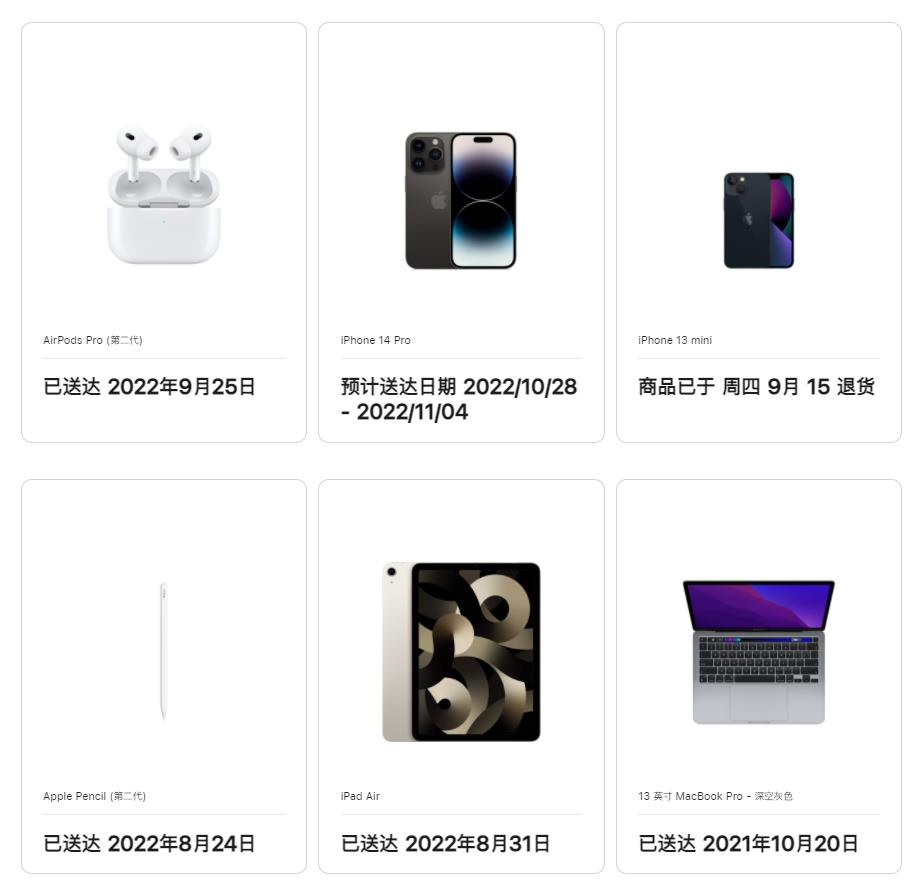 AirPods Pro (第二代)
已送达 2022年9月25日
iPhone 14 Pro
预计送达日期 2022/10/28
- 2022/11/04
iPhone 13 mini
商品已于 周四 9月 15 退货
Apple Pencil (第二代)
已送达 2022年8月24日
iPad Air
已送达 2022年8月31日
13 英寸 MacBook Pro - 深空灰色
已送达 2021年10月20日